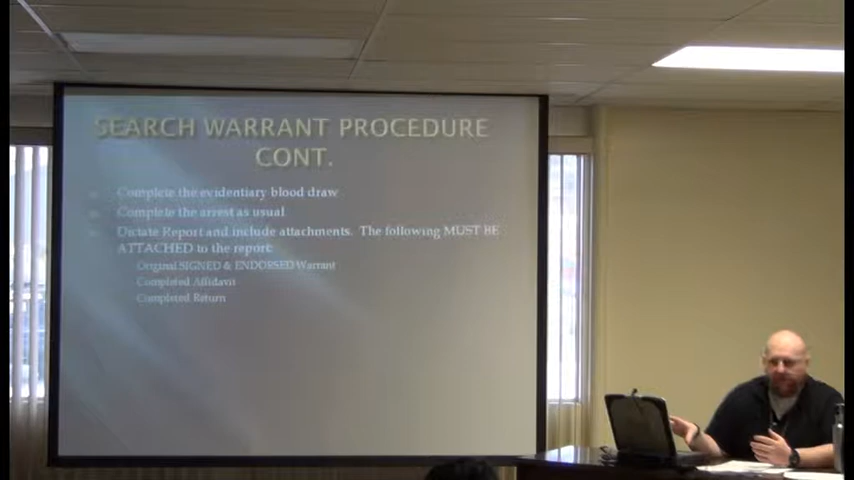 SEARCH WARRANT PROCEDURE
CONT.
Complete the evidentiary blood draw
Complete the arrest as usual
Dictate Report and include attachments. The following MUST BE
ATTACHED to the report:
Original SIGNED & ENDORSED Warrant
Completed Affidavit
Completed Return